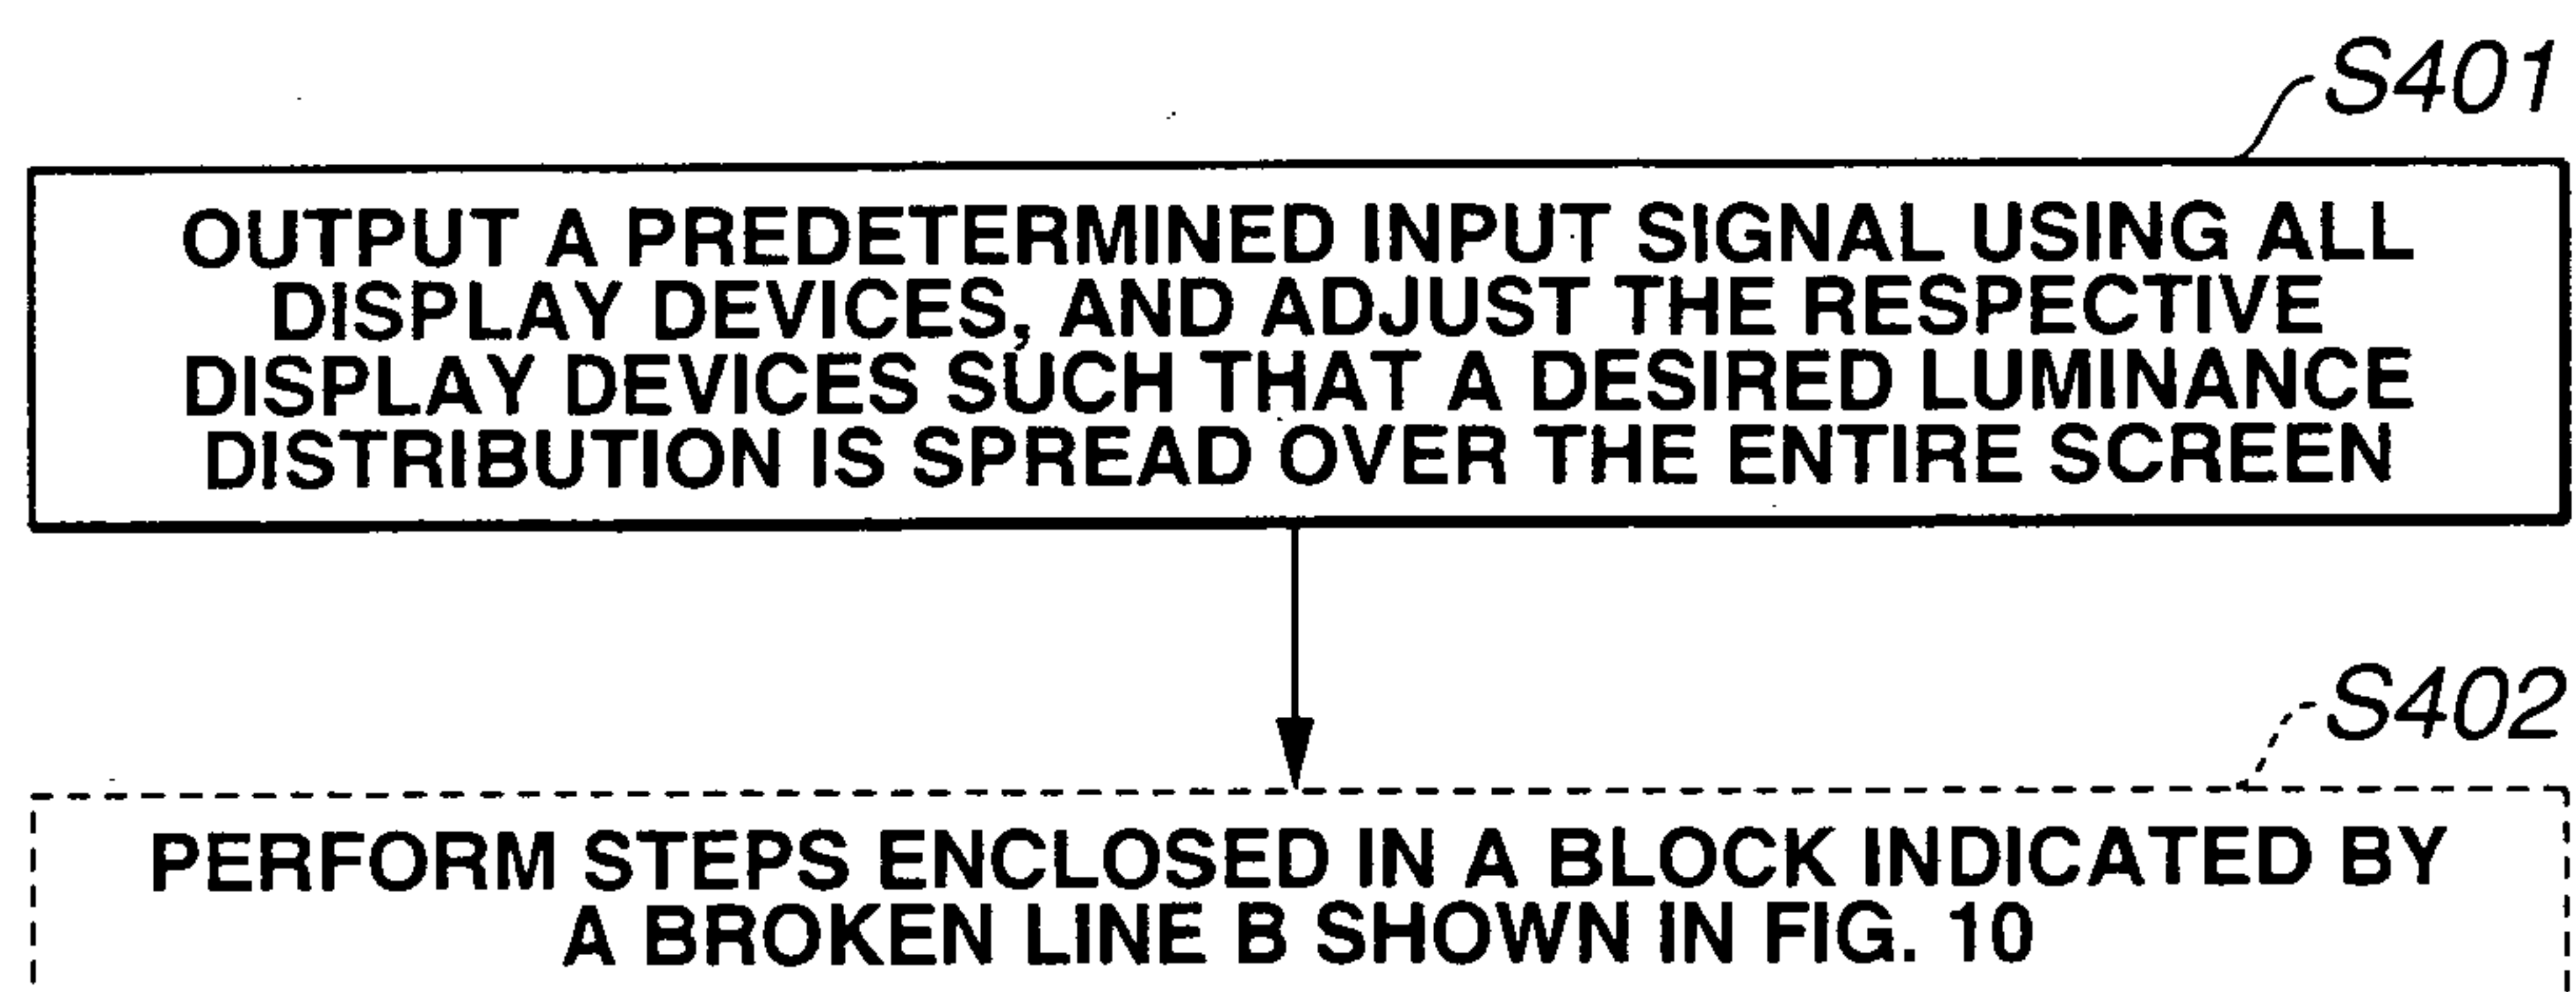 S401
OUTPUT A PREDETERMINED INPUT SIGNAL USING ALL
DISPLAY DEVICES, AND ADJUST THE RESPECTIVE
DISPLAY DEVICES SUCH THAT A DESIRED LUMINANCE
DISTRIBUTION IS SPREAD OVER THE ENTIRE SCREEN
S402
PERFORM STEPS ENCLOSED IN A BLOCK INDICATED BY
A BROKEN LINE B SHOWN IN FIG. 10